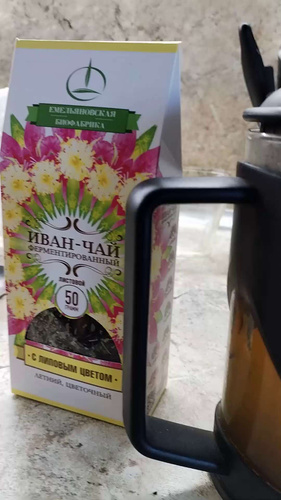 ЕМЕЛЬЯНОВСКАЯ
БИОФАБРИКА
ИВАН-ЧАЙ
ФЕРМЕНТИРОВАННЫЙ
ЛИСТОВОЙ
50
ГРАММ
• С ЛИПОВЫМ ЦВЕТОМ •
ЛЕТНИЙ, ЦВЕТОЧНЫЙ